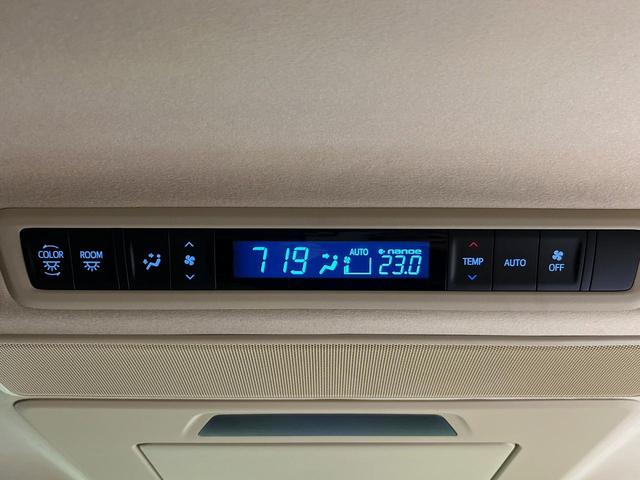 COLOR
ROOM
7 19
AUTO
nanoe
23.0
TEMP
AUTO
OFF